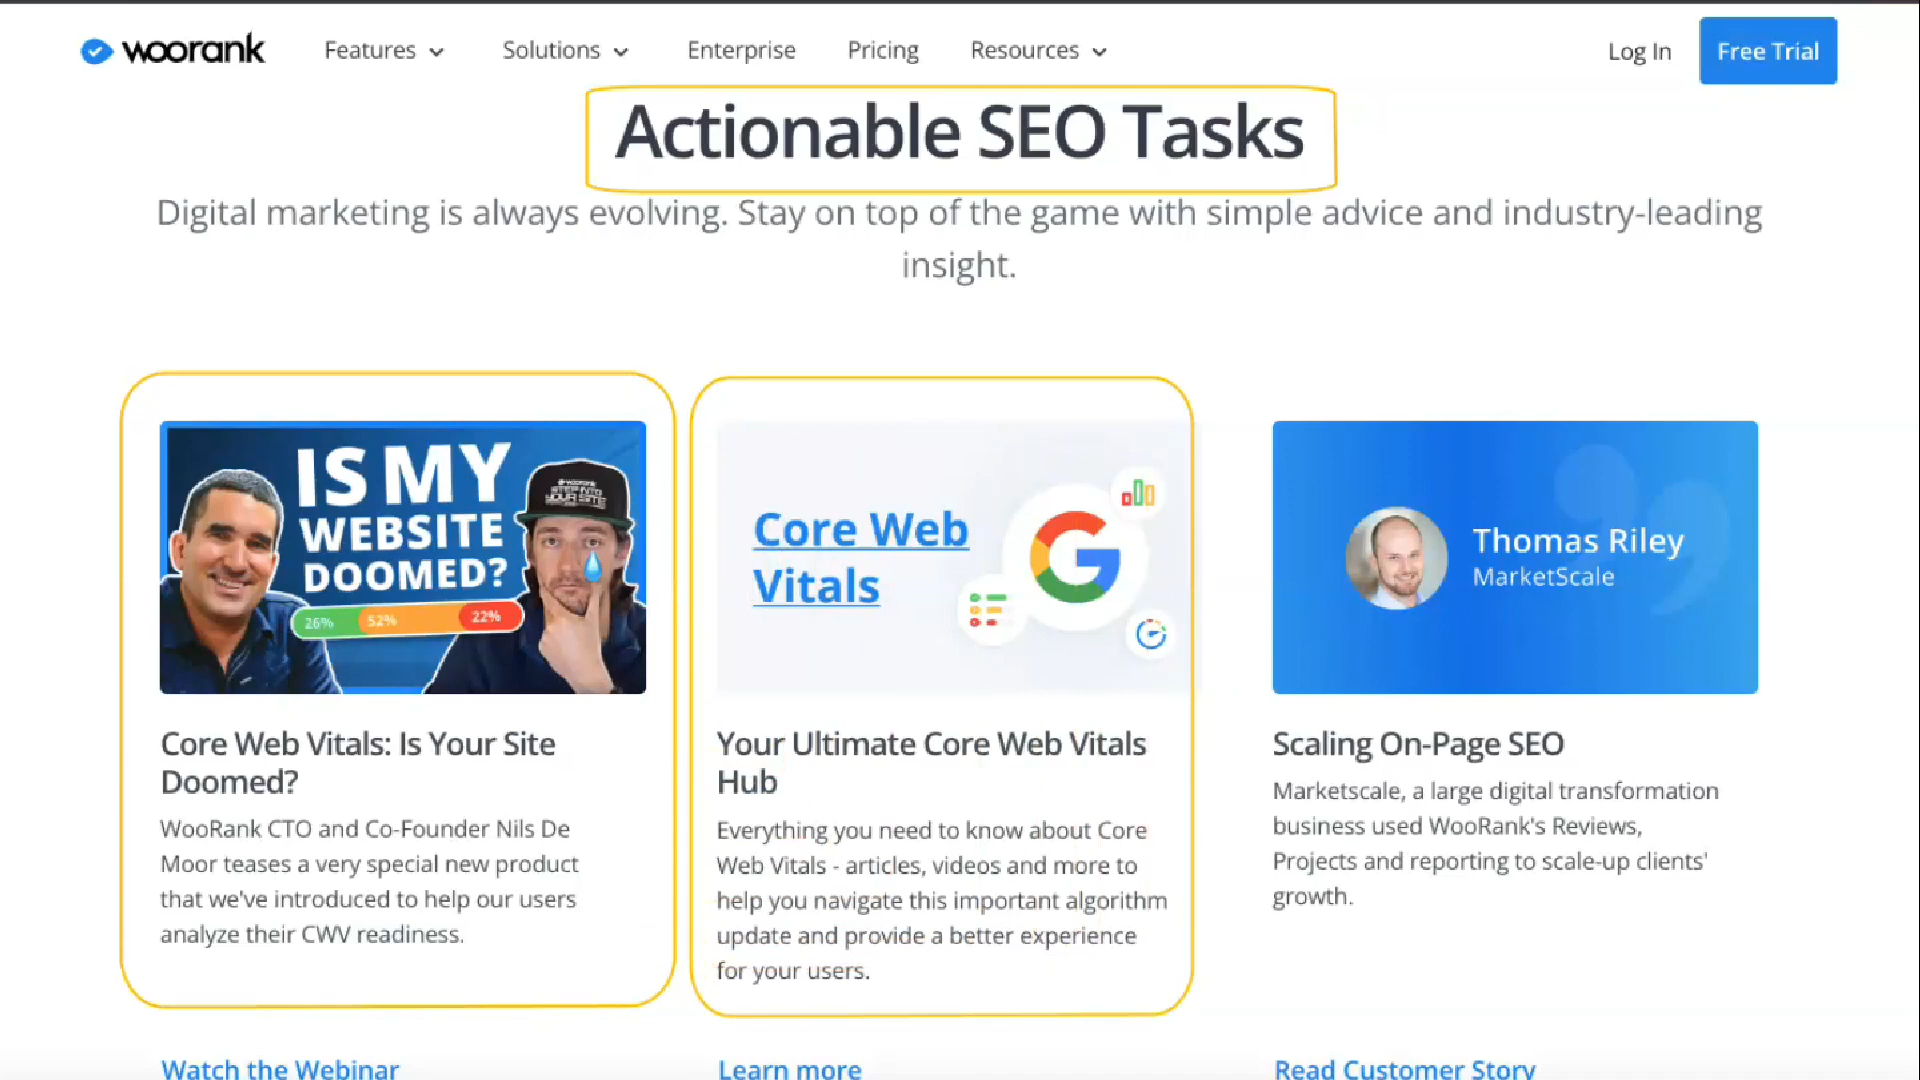 woorank Features Solutions Enterprise Pricing Resources Log In Free Trial
Actionable SEO Tasks
Digital marketing is always evolving. Stay on top of the game with simple advice and industry-leading
insight.
IS MY
WEBSITE
DOOMED?
26% 52% 22%
woorank
STEP INTO
YOUR SITE
Core Web Vitals: Is Your Site
Doomed?
WooRank CTO and Co-Founder Nils De
Moor teases a very special new product
that we've introduced to help our users
analyze their CWV readiness.
Watch the Webinar
Core Web
Vitals
Your Ultimate Core Web Vitals
Hub
Everything you need to know about Core
Web Vitals - articles, videos and more to
help you navigate this important algorithm
update and provide a better experience
for your users.
Learn more
Thomas Riley
MarketScale
Scaling On-Page SEO
Marketscale, a large digital transformation
business used WooRank's Reviews,
Projects and reporting to scale-up clients'
growth.
Read Customer Story